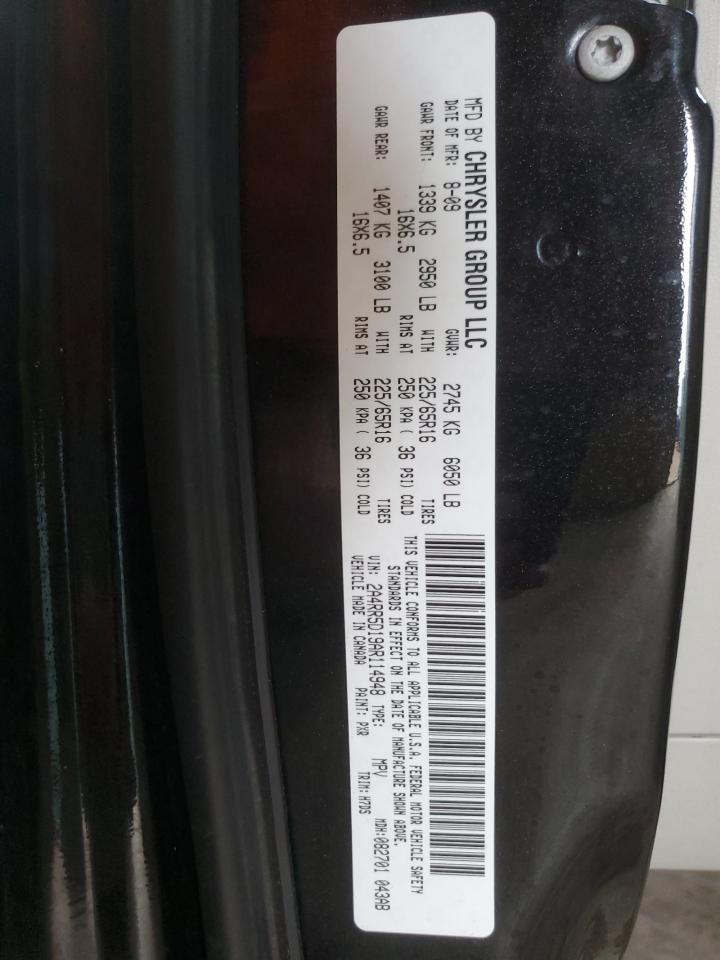 MFD BY CHRYSLER GROUP LLC
DATE OF MFR: 8-09 GVWR: 2745 KG 6050 LB
GAWR FRONT: 1339 KG 2950 LB WITH 225/65R16 TIRES
16X6.5 RIMS AT 250 KPA ( 36 PSI) COLD
GAWR REAR: 1407 KG 3100 LB WITH 225/65R16 TIRES
16X6.5 RIMS AT 250 KPA ( 36 PSI) COLD
THIS VEHICLE CONFORMS TO ALL APPLICABLE U.S.A. FEDERAL MOTOR VEHICLE SAFETY
STANDARDS IN EFFECT ON THE DATE OF MANUFACTURE SHOWN ABOVE.
VIN: 2A4RR5D19AR114948 TYPE: MPV MDH:082701 043AB
VEHICLE MADE IN CANADA PAINT: PXR TRIM: H7DS